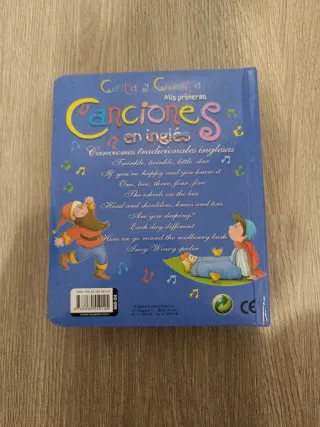 Canta y Cuenta
Mis primeras
Canciones
en inglés
Canciones tradicionales inglesas
Twinkle, twinkle, little star
If you're happy and you know it
One, two, three, four, five
The wheels on the bus
Head and shoulders, knees and toes
Are you sleeping?
Each day different
Here we go round the mulberry bush
Incy Wincy spider
CE